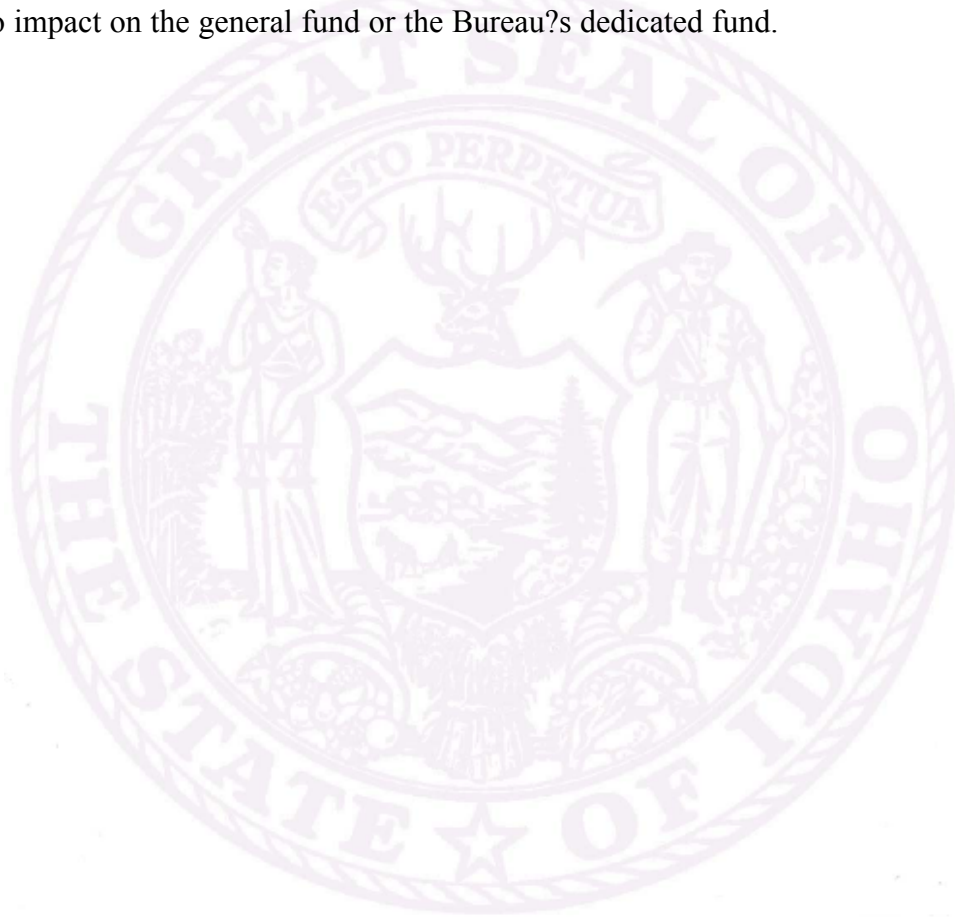 o impact on the general fund or the Bureau?s dedicated fund.
GREAT SEAL OF
ESTO PERPETUA
THE STATE OF IDAHO